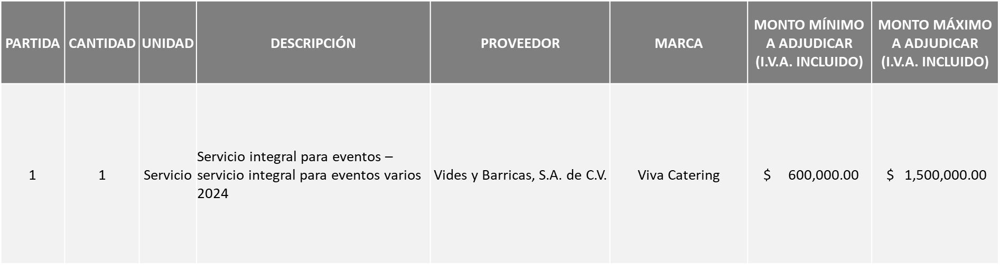 PARTIDA
CANTIDAD
UNIDAD
DESCRIPCIÓN
PROVEEDOR
MARCA
MONTO MÍNIMO
A ADJUDICAR
(I.V.A. INCLUIDO)
MONTO MÁXIMO
A ADJUDICAR
(I.V.A. INCLUIDO)
1
1
Servicio
Servicio integral para eventos –
servicio integral para eventos varios
2024
Vides y Barricas, S.A. de C.V.
Viva Catering
$ 600,000.00
$ 1,500,000.00